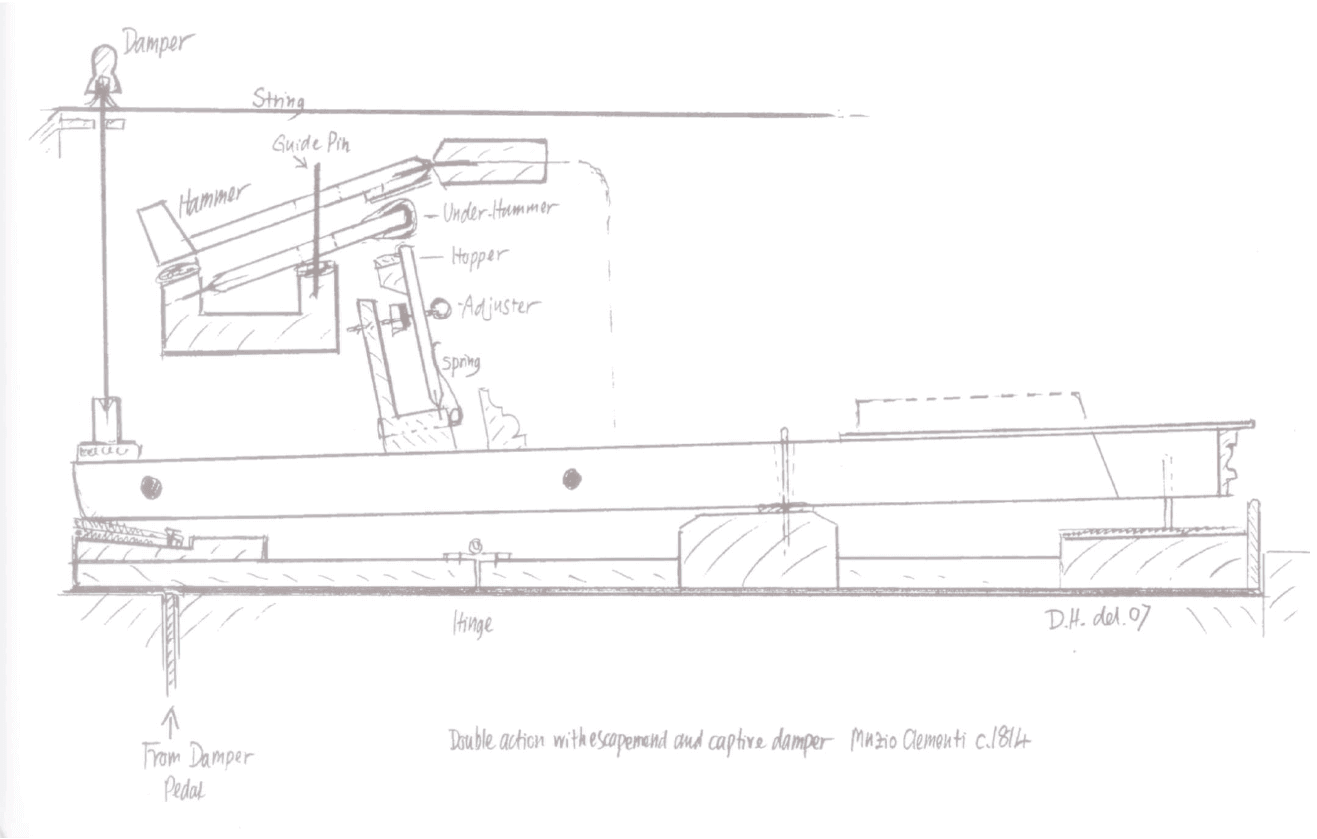 Damper
String
Guide Pin
Hammer
Under-Hammer
Hopper
Adjuster
Spring
Hinge
D.H. del. 07
From Damper
Pedal
Double action with escapemend and captive damper Muzio Clementi c.1814